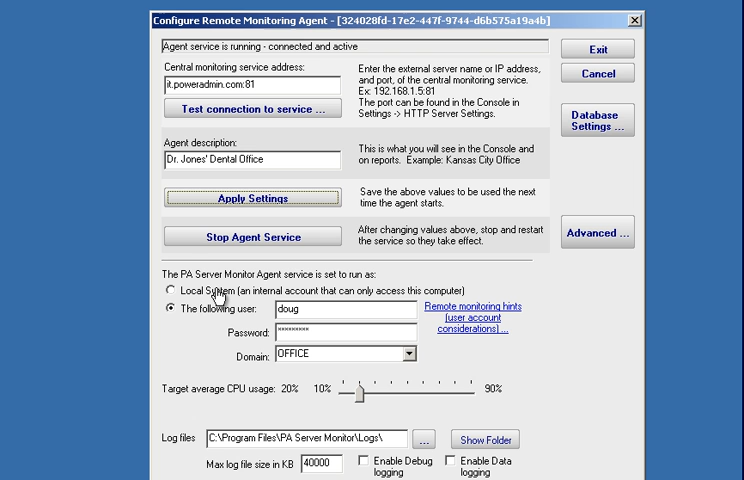 Configure Remote Monitoring Agent - [324028fd-17e2-447f-9744-d6b575a19a4b]
Agent service is running - connected and active
Exit
Cancel
Central monitoring service address:
it.poweradmin.com:81
Test connection to service ...
Enter the external server name or IP address,
and port, of the central monitoring service.
Ex: 192.168.1.5:81
The port can be found in the Console in
Settings -> HTTP Server Settings.
Database
Settings ...
Agent description:
Dr. Jones' Dental Office
This is what you will see in the Console and
on reports. Example: Kansas City Office
Apply Settings
Save the above values to be used the next
time the agent starts.
Stop Agent Service
After changing values above, stop and restart
the service so they take effect.
Advanced ...
The PA Server Monitor Agent service is set to run as:
Local System (an internal account that can only access this computer)
The following user:
doug
Remote monitoring hints
(user account
considerations) ...
Password:
*********
Domain:
OFFICE
Target average CPU usage: 20% 10% 90%
Log files
C:\Program Files\PA Server Monitor\Logs\
...
Show Folder
Max log file size in KB
40000
Enable Debug
logging
Enable Data
logging